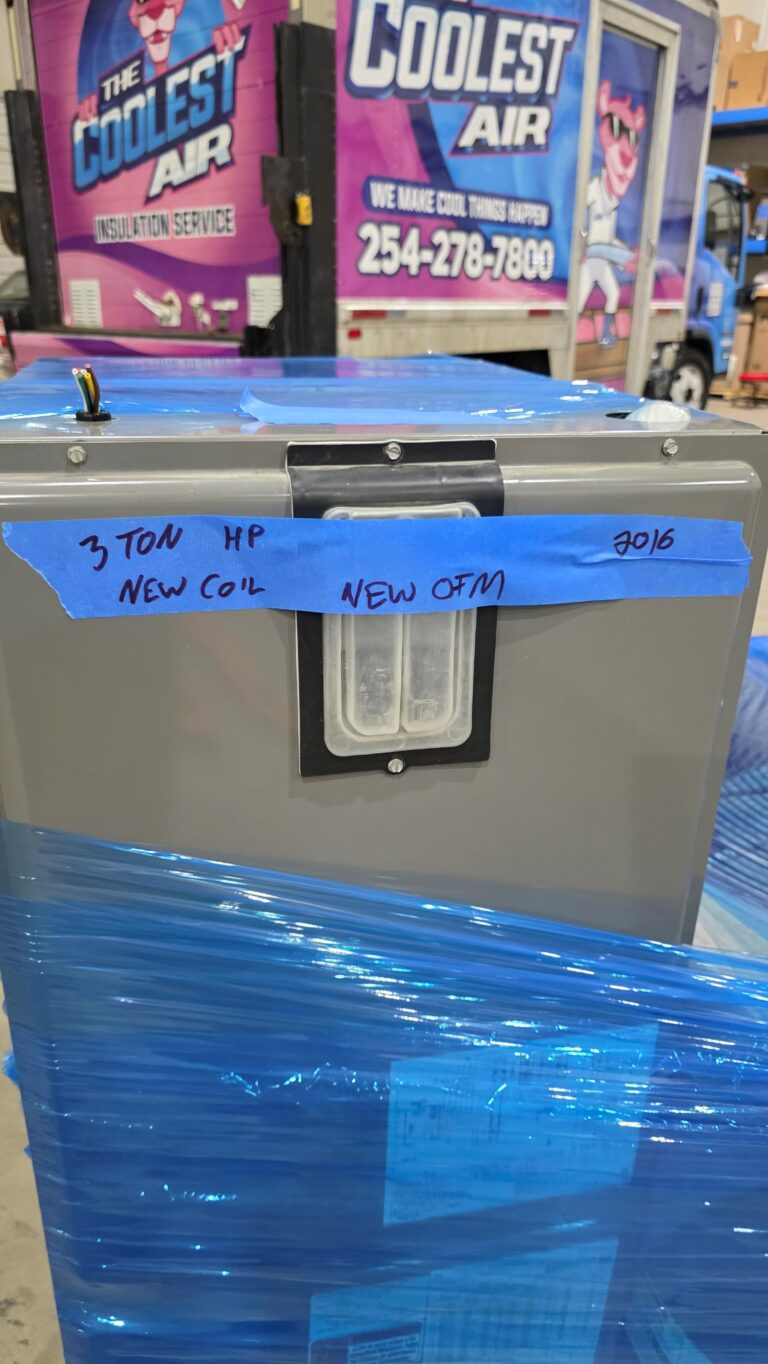 THE
COOLEST
AIR
INSULATION SERVICE
COOLEST
AIR
WE MAKE COOL THINGS HAPPEN
254-278-7800
3 TON HP 2016
NEW COIL NEW OFM